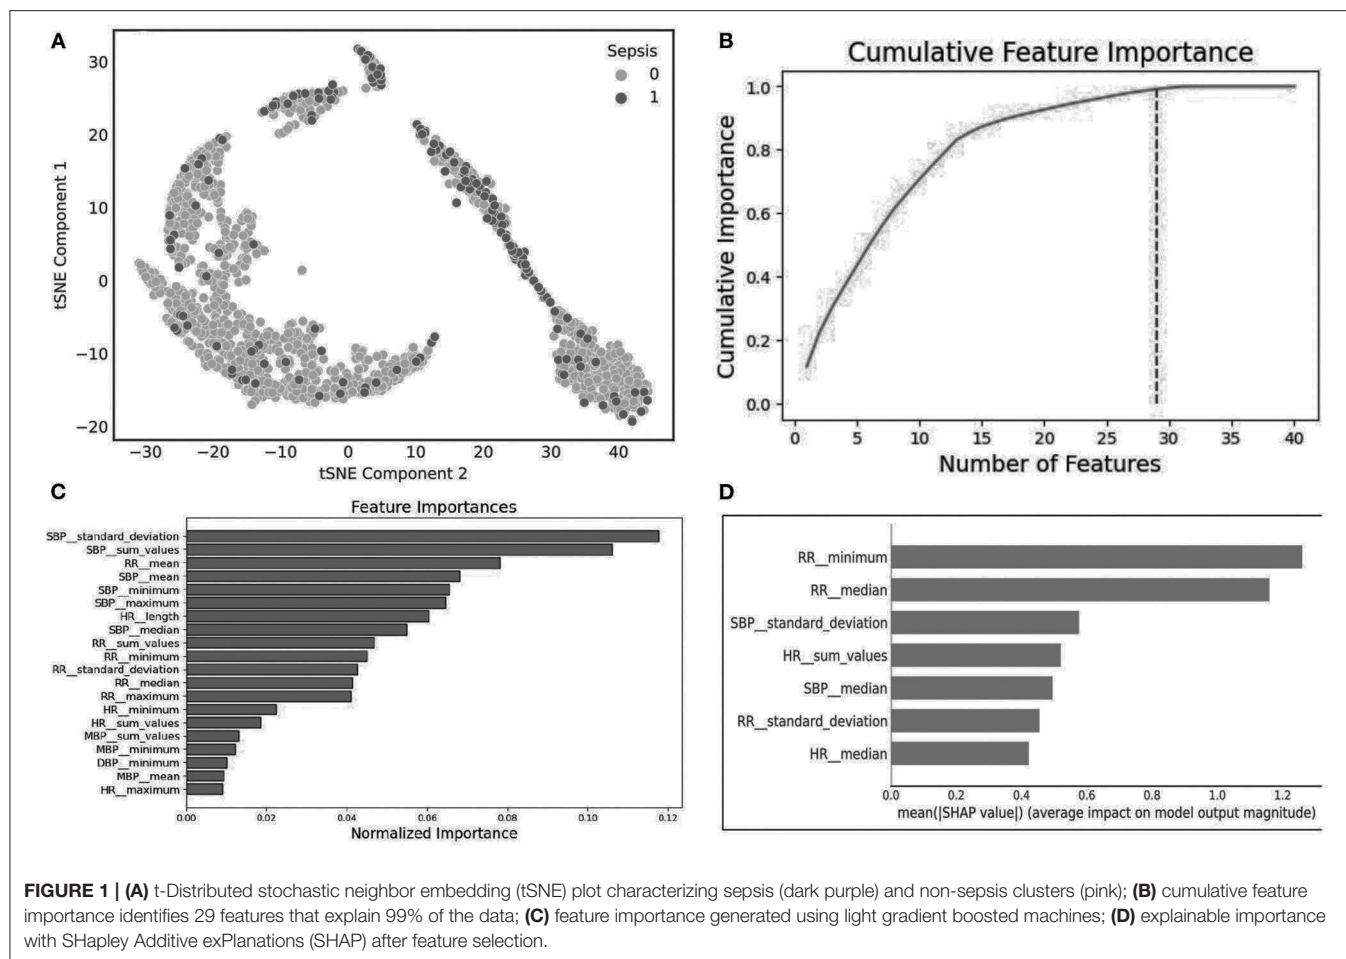 A
Sepsis
0
1
30
20
10
0
−10
−20
tSNE Component 1
−30
−20
−10
0
10
20
30
40
tSNE Component 2
B
Cumulative Feature Importance
1.0
0.8
0.6
0.4
0.2
0.0
Cumulative Importance
0
5
10
15
20
25
30
35
40
Number of Features
C
Feature Importances
SBP__standard_deviation
SBP__sum_values
RR__mean
SBP__mean
SBP__minimum
SBP__maximum
HR__length
SBP__median
RR__sum_values
RR__minimum
RR__standard_deviation
RR__median
RR__maximum
HR__minimum
HR__sum_values
MBP__sum_values
MBP__minimum
DBP__minimum
MBP__mean
HR__maximum
0.00
0.02
0.04
0.06
0.08
0.10
0.12
Normalized Importance
D
RR__minimum
RR__median
SBP__standard_deviation
HR__sum_values
SBP__median
RR__standard_deviation
HR__median
0.0
0.2
0.4
0.6
0.8
1.0
1.2
mean(|SHAP value|) (average impact on model output magnitude)
FIGURE 1 | (A) t-Distributed stochastic neighbor embedding (tSNE) plot characterizing sepsis (dark purple) and non-sepsis clusters (pink); (B) cumulative feature
importance identifies 29 features that explain 99% of the data; (C) feature importance generated using light gradient boosted machines; (D) explainable importance
with SHapley Additive exPlanations (SHAP) after feature selection.